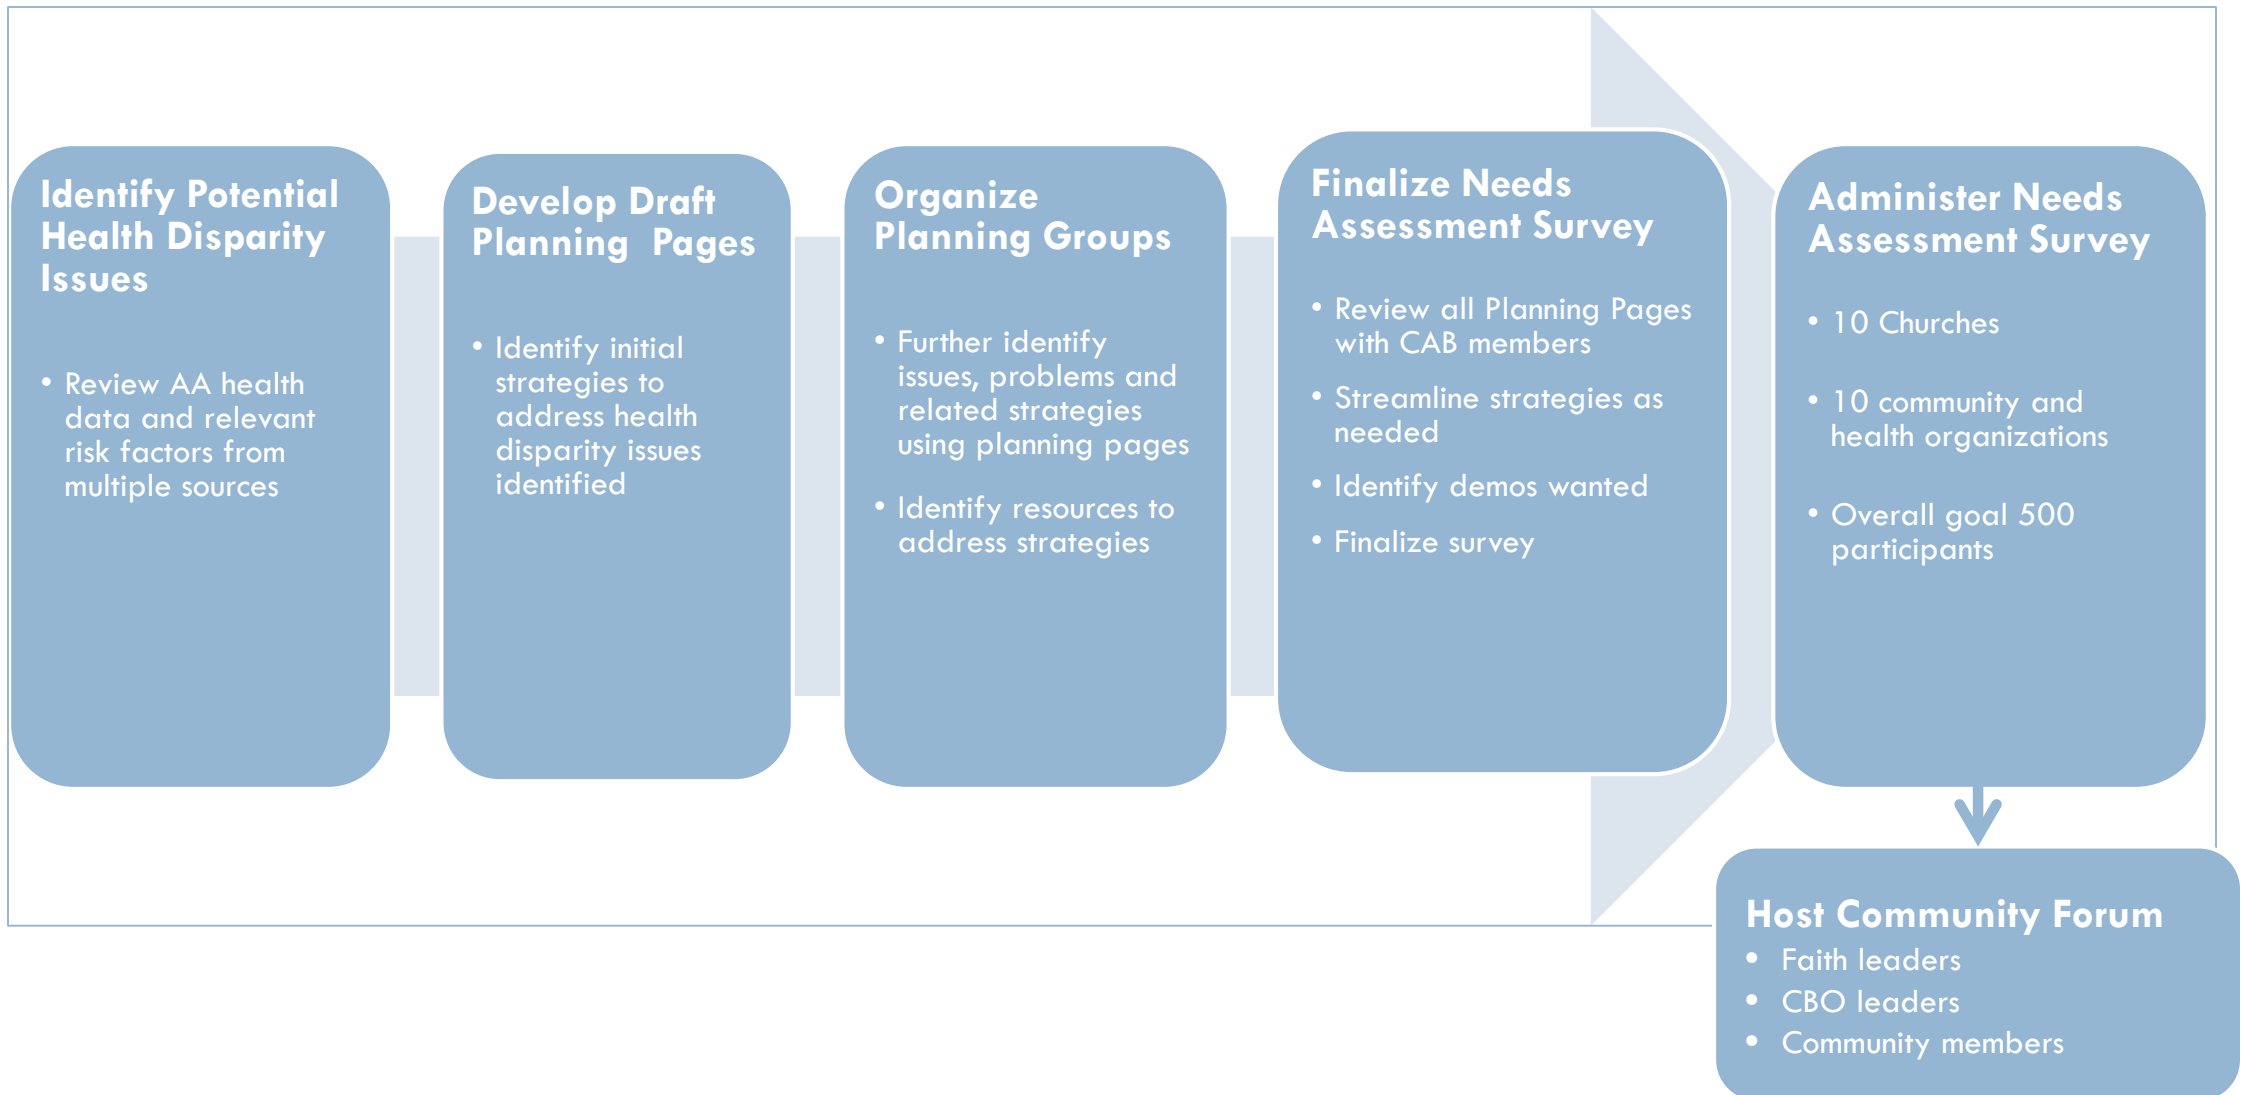 Identify Potential
Health Disparity
Issues
• Review AA health
data and relevant
risk factors from
multiple sources
Develop Draft
Planning  Pages
• Identify initial
strategies to
address health
disparity issues
identified
Organize
Planning Groups
• Further identify
issues, problems and
related strategies
using planning pages
• Identify resources to
address strategies
Finalize Needs
Assessment Survey
• Review all Planning Pages
with CAB members
• Streamline strategies as
needed
• Identify demos wanted
• Finalize survey
Administer Needs
Assessment Survey
• 10 Churches
• 10 community and
health organizations
• Overall goal 500
participants
Host Community Forum
• Faith leaders
• CBO leaders
• Community members